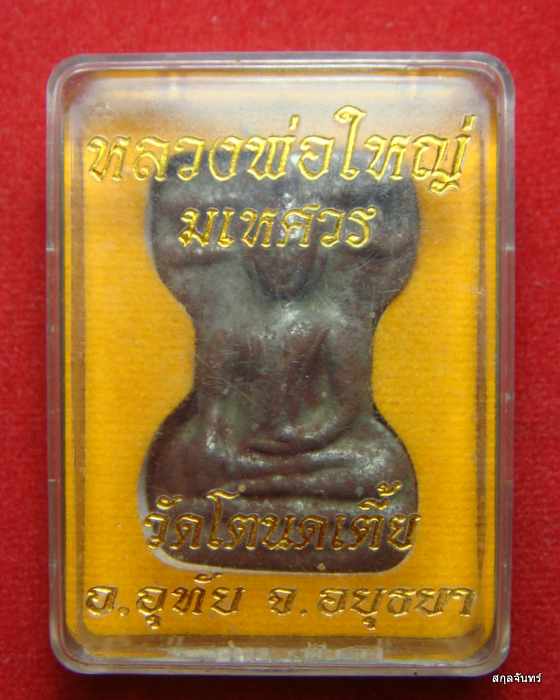 หลวงพ่อใหญ่
มเหศวร
วัดโตนดเตี้ย
อ.อุทัย จ.อยุธยา
สกุลจันทร์